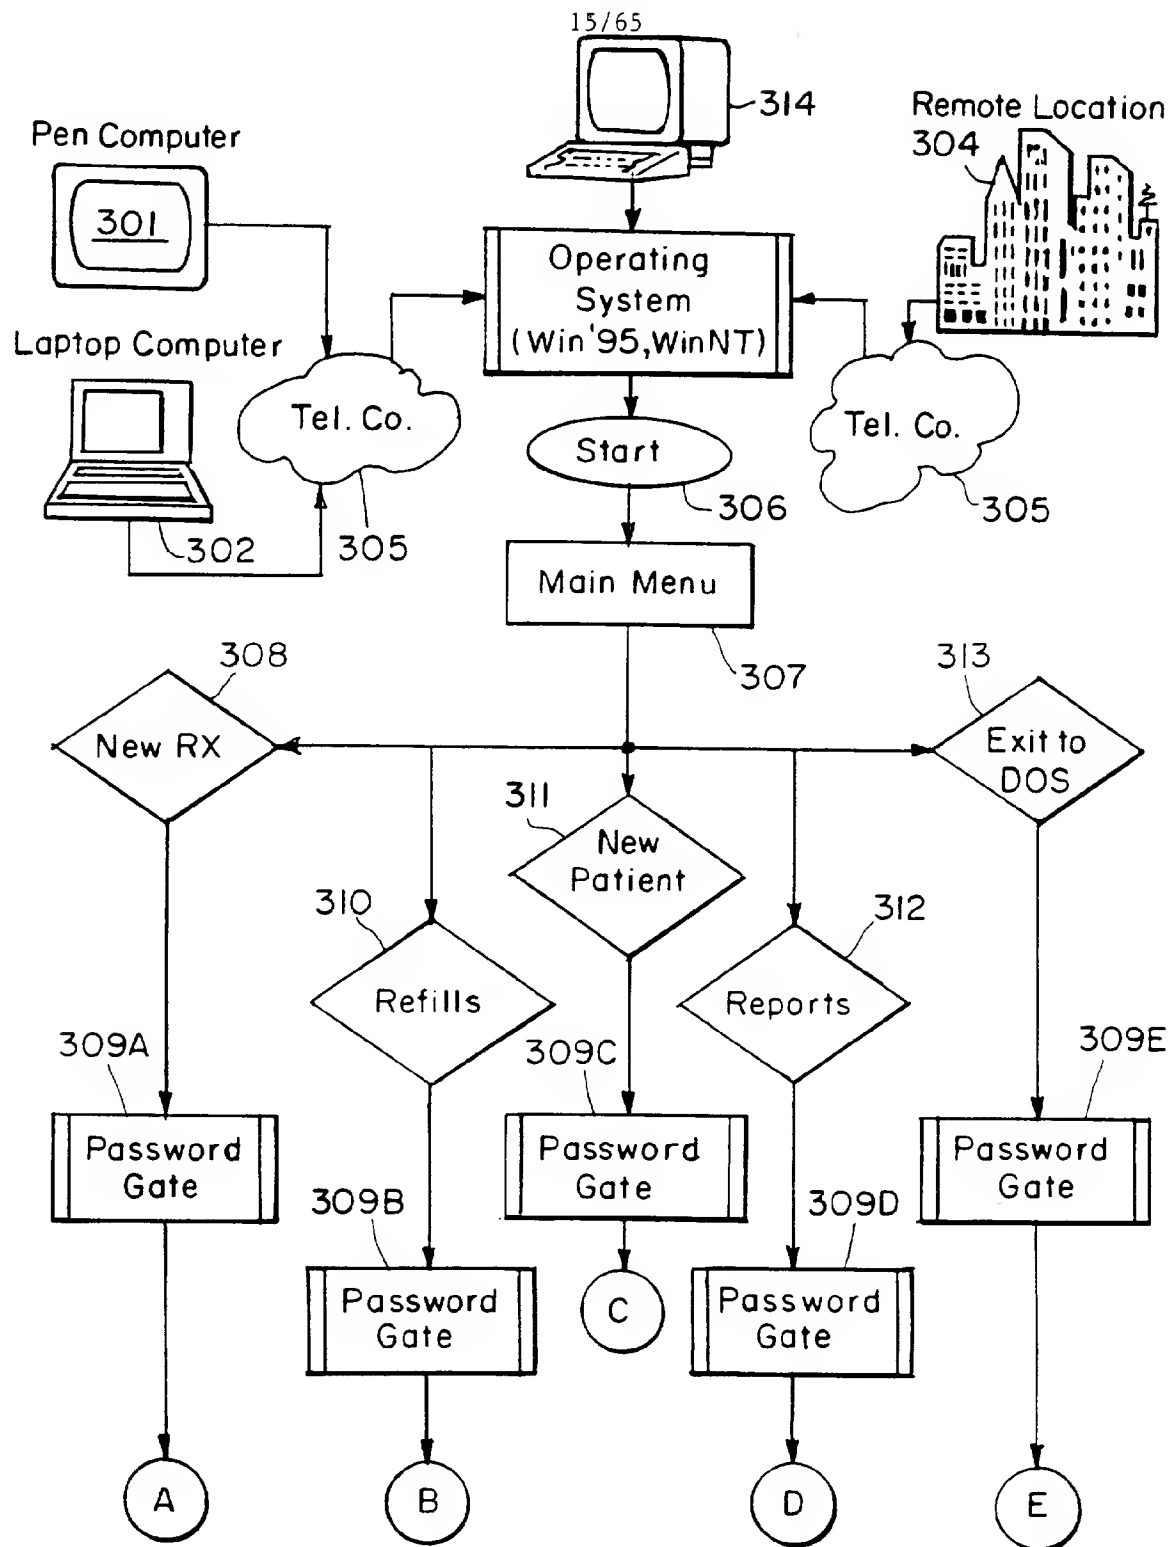 15/65
314
Remote Location
304
Pen Computer
301
Operating
System
(Win'95,WinNT)
Laptop Computer
Tel. Co.
Tel. Co.
Start
302
305
306
305
Main Menu
307
308
313
New RX
Exit to
DOS
311
New
Patient
310
312
Refills
Reports
309A
309C
309E
Password
Gate
Password
Gate
Password
Gate
309B
309D
Password
Gate
C
Password
Gate
A
B
D
E